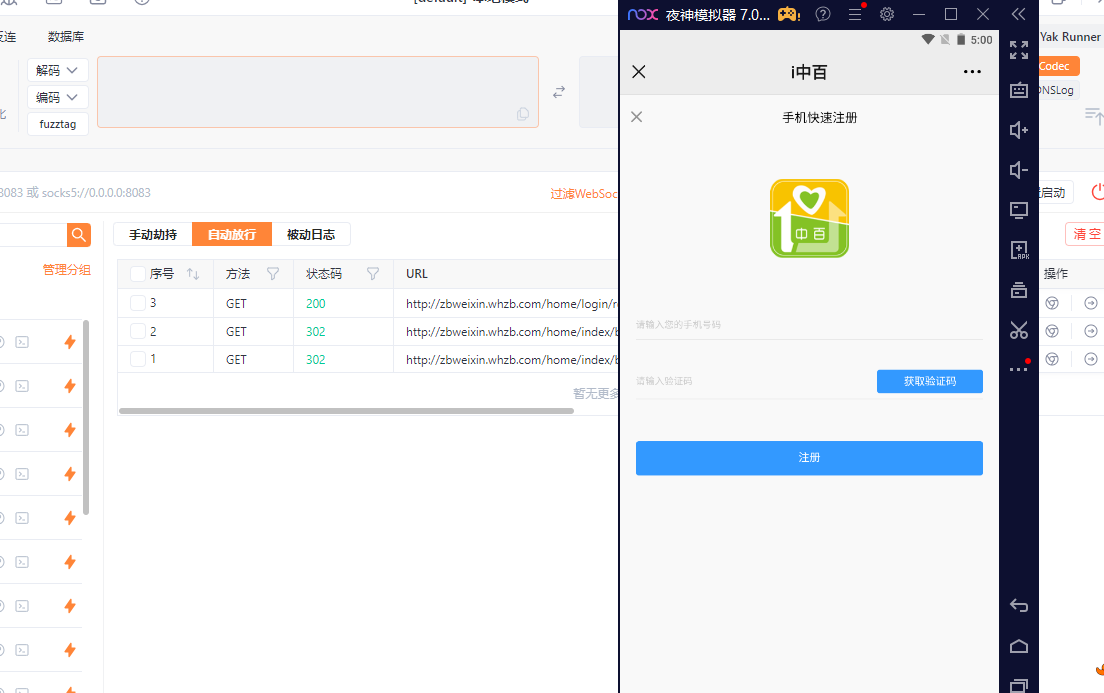 [default] 本地模式
反连
数据库
解码
编码
fuzztag
8083 或 socks5://0.0.0.0:8083
过滤WebSoc
管理分组
手动劫持
自动放行
被动日志
序号 方法 状态码 URL
3 GET 200 http://zbweixin.whzb.com/home/login/r
2 GET 302 http://zbweixin.whzb.com/home/index/b
1 GET 302 http://zbweixin.whzb.com/home/index/b
暂无更多
nox 夜神模拟器 7.0...
5:00
i中百
手机快速注册
中百
请输入您的手机号码
请输入验证码
获取验证码
注册
APK
Yak Runner
Codec
DNSLog
启动
清空
操作